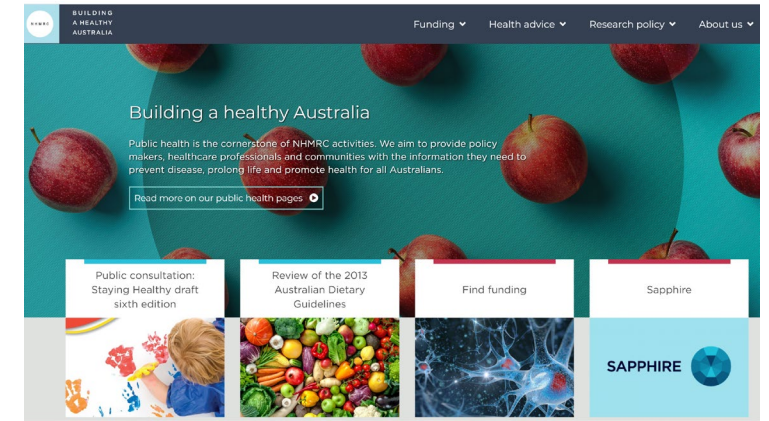 NHMRC
BUILDING
A HEALTHY
AUSTRALIA
Funding
Health advice
Research policy
About us
Building a healthy Australia
Public health is the cornerstone of NHMRC activities. We aim to provide policy
makers, healthcare professionals and communities with the information they need to
prevent disease, prolong life and promote health for all Australians.
Read more on our public health pages
Public consultation:
Staying Healthy draft
sixth edition
Review of the 2013
Australian Dietary
Guidelines
Find funding
Sapphire
SAPPHIRE